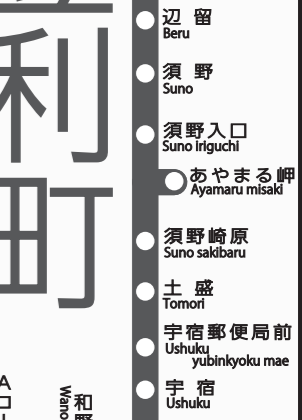 辺 留
Beru
須 野
Suno
須野入口
Suno iriguchi
あやまる岬
Ayamaru misaki
須野崎原
Suno sakibaru
土 盛
Tomori
宇宿郵便局前
Ushuku
yubinkyoku mae
宇 宿
Ushuku
利町
和野
Wano